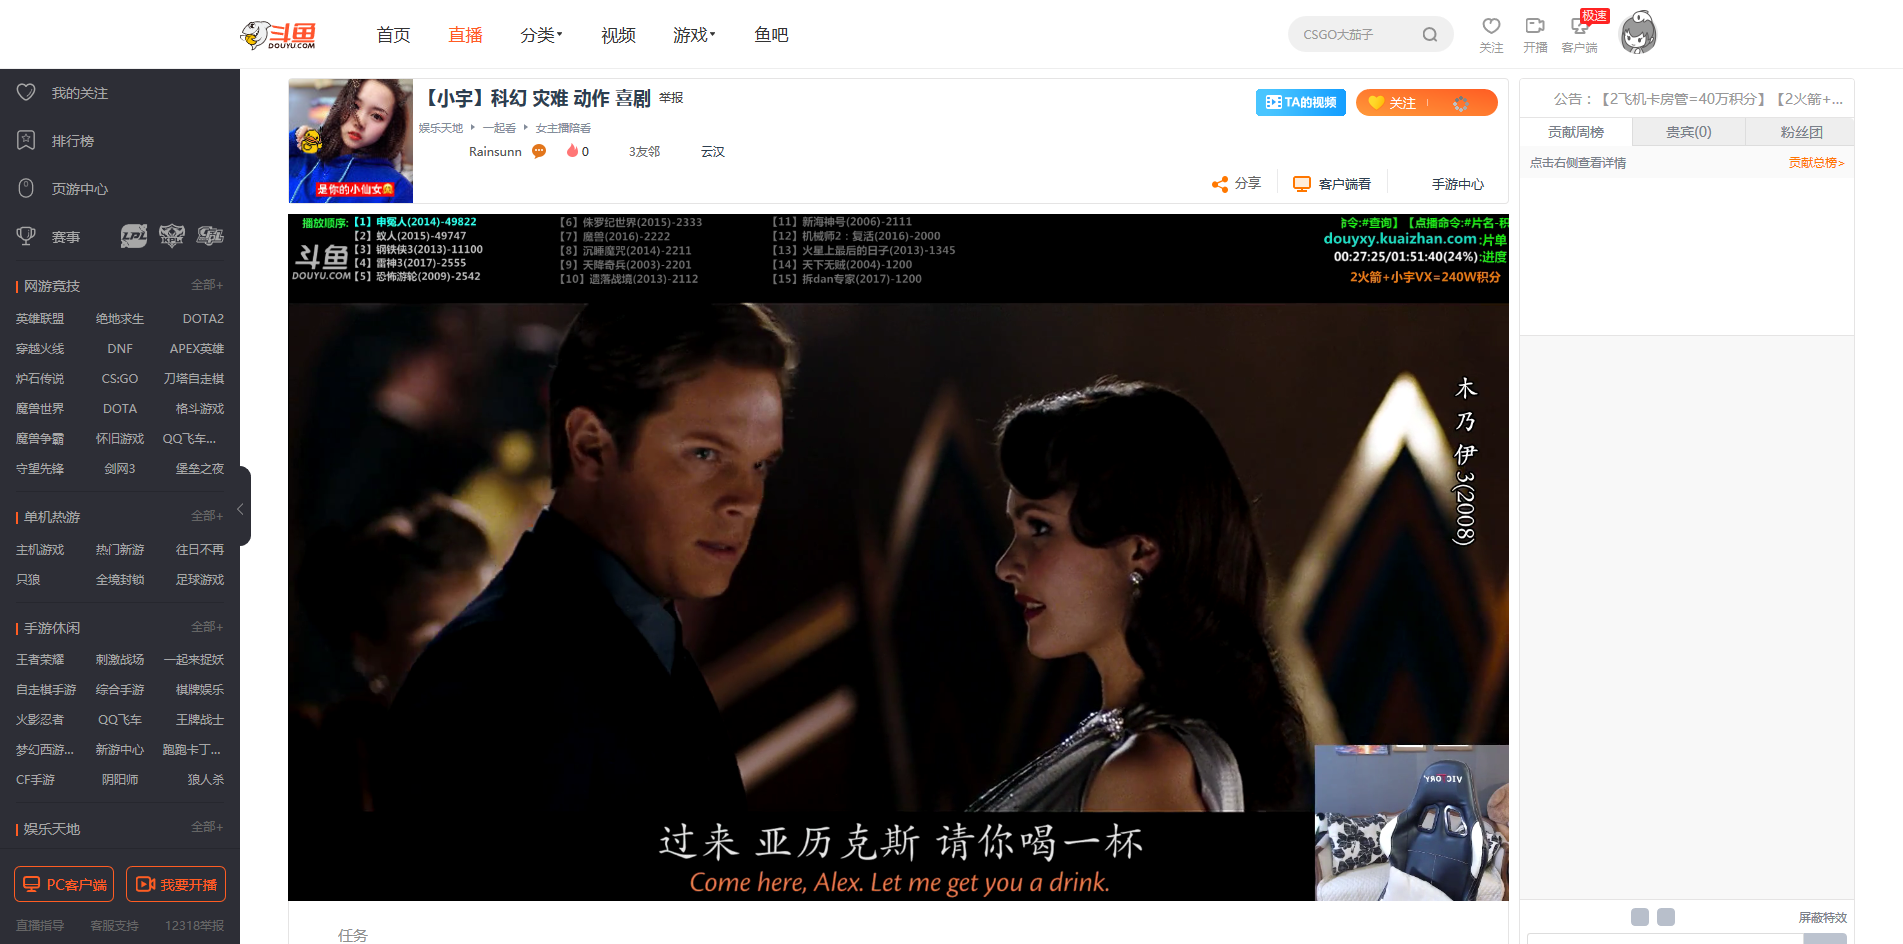 斗鱼
DOUYU.COM
首页
直播
分类
视频
游戏
鱼吧
CSGO大茄子
关注
开播
极速
客户端
我的关注
排行榜
页游中心
赛事
LPL
KPL
网游竞技
全部+
英雄联盟 绝地求生 DOTA2
穿越火线 DNF APEX英雄
炉石传说 CS:GO 刀塔自走棋
魔兽世界 DOTA 格斗游戏
魔兽争霸 怀旧游戏 QQ飞车...
守望先锋 剑网3 堡垒之夜
单机热游
全部+
主机游戏 热门新游 往日不再
只狼 全境封锁 足球游戏
手游休闲
全部+
王者荣耀 刺激战场 一起来捉妖
自走棋手游 综合手游 棋牌娱乐
火影忍者 QQ飞车 王牌战士
梦幻西游... 新游中心 跑跑卡丁...
CF手游 阴阳师 狼人杀
娱乐天地
全部+
PC客户端
我要开播
直播指导 客服支持 12318举报
是你的小仙女
【小宇】科幻 灾难 动作 喜剧 举报
娱乐天地 一起看 女主播陪看
Rainsunn 0 3友邻 云汉
TA的视频
关注
分享
客户端看
手游中心
播放顺序:【1】申冤人(2014)-49822
【2】蚁人(2015)-49747
【3】钢铁侠3(2013)-11100
【4】雷神3(2017)-2555
【5】恐怖游轮(2009)-2542
斗鱼
DOUYU.COM
【6】侏罗纪世界(2015)-2333
【7】魔兽(2016)-2222
【8】沉睡魔咒(2014)-2211
【9】天降奇兵(2003)-2201
【10】遗落战境(2013)-2112
【11】新海神号(2006)-2111
【12】机械师2：复活(2016)-2000
【13】火星上最后的日子(2013)-1345
【14】天下无贼(2004)-1200
【15】拆dan专家(2017)-1200
令:#查询】【点播命令:#片名-积
douyxy.kuaizhan.com:片单
00:27:25/01:51:40(24%):进度
2火箭+小宇VX=240W积分
木乃伊3(2008)
VICTORY
过来 亚历克斯 请你喝一杯
Come here, Alex. Let me get you a drink.
任务
公告：【2飞机卡房管=40万积分】【2火箭+...
贡献周榜 贵宾(0) 粉丝团
点击右侧查看详情
贡献总榜>
屏蔽特效